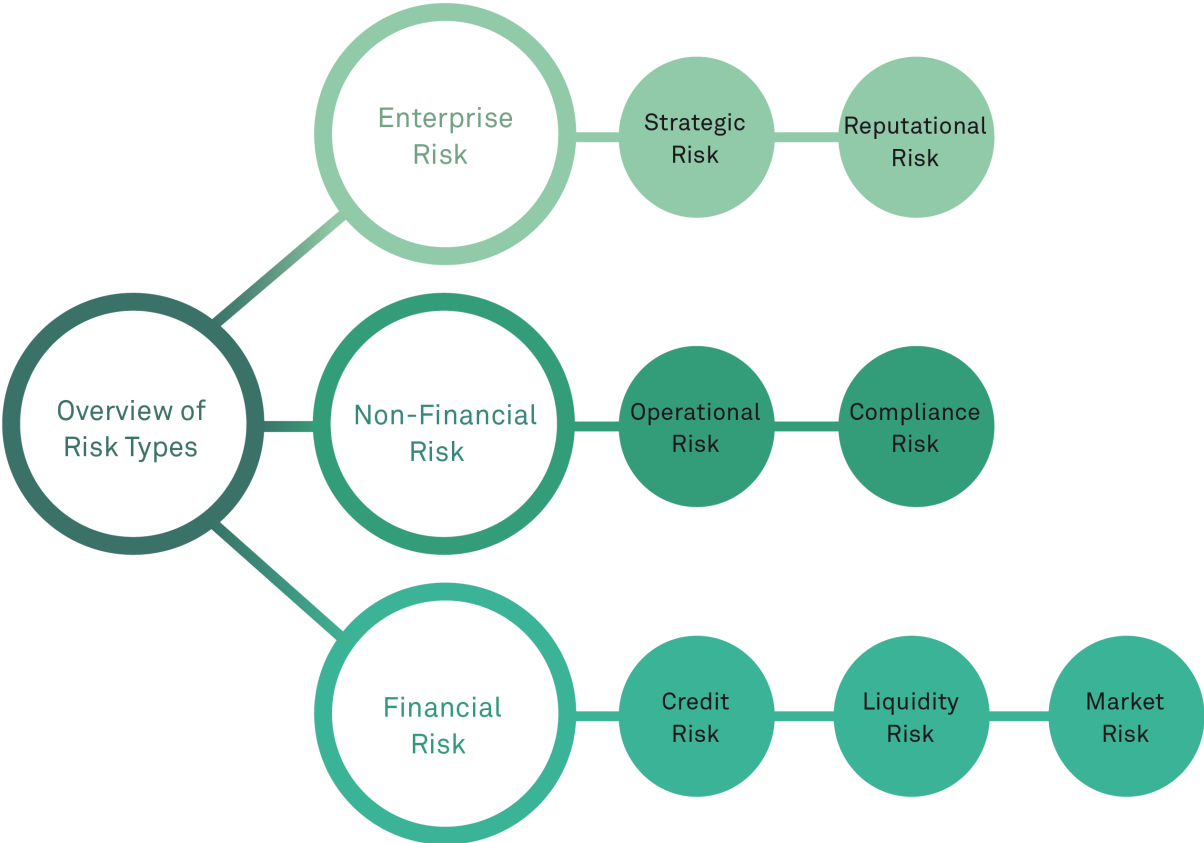 Enterprise
Risk
Strategic
Risk
Reputational
Risk
Overview of
Risk Types
Non-Financial
Risk
Operational
Risk
Compliance
Risk
Financial
Risk
Credit
Risk
Liquidity
Risk
Market
Risk